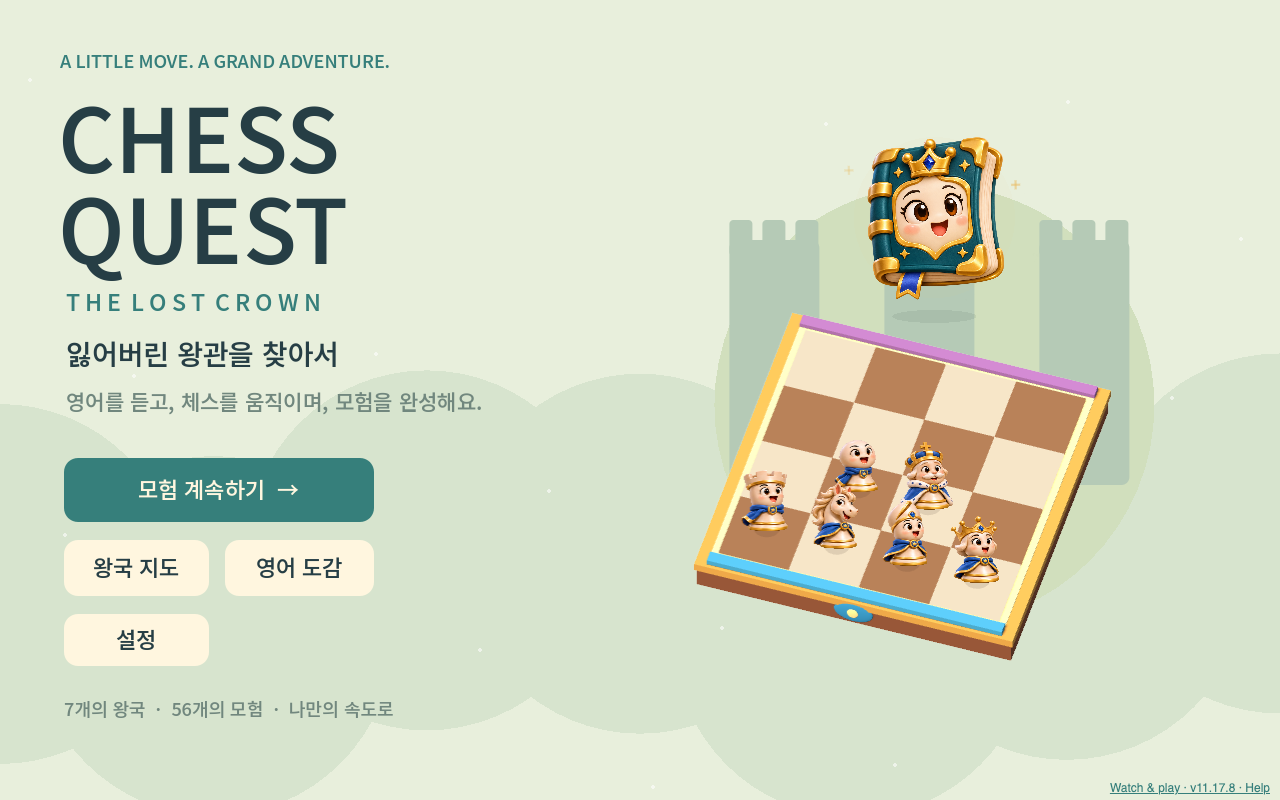 A LITTLE MOVE. A GRAND ADVENTURE.
CHESS
QUEST
THE LOST CROWN
잃어버린 왕관을 찾아서
영어를 듣고, 체스를 움직이며, 모험을 완성해요.
모험 계속하기 →
왕국 지도
영어 도감
설정
7개의 왕국 · 56개의 모험 · 나만의 속도로
Watch & play · v11.17.8 · Help